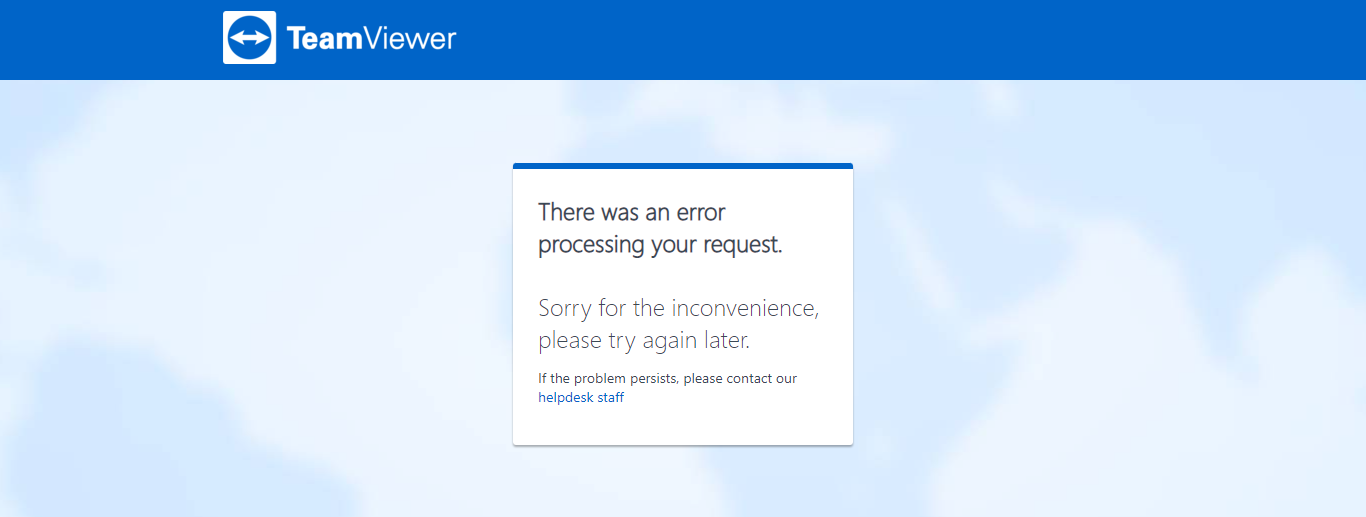 TeamViewer
There was an error
processing your request.
Sorry for the inconvenience,
please try again later.
If the problem persists, please contact our
helpdesk staff